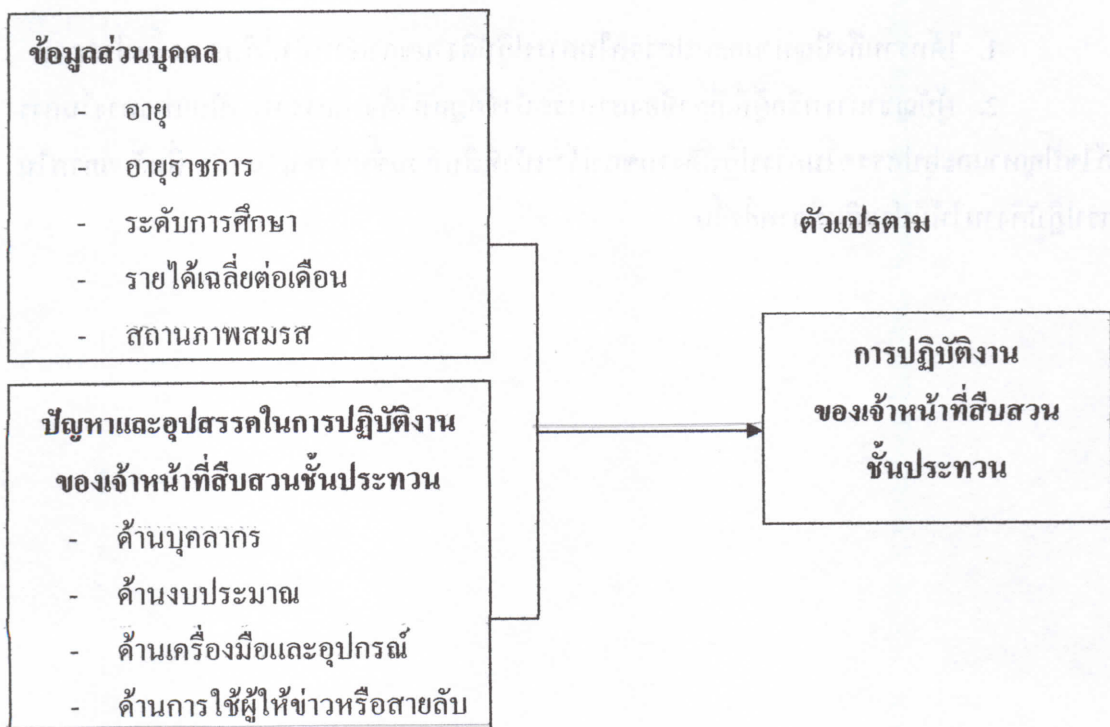 ข้อมูลส่วนบุคคล
- อายุ
- อายุราชการ
- ระดับการศึกษา
- รายได้เฉลี่ยต่อเดือน
- สถานภาพสมรส
ปัญหาและอุปสรรคในการปฏิบัติงาน
ของเจ้าหน้าที่สืบสวนชั้นประทวน
- ด้านบุคลากร
- ด้านงบประมาณ
- ด้านเครื่องมือและอุปกรณ์
- ด้านการใช้ผู้ให้ข่าวหรือสายลับ
ตัวแปรตาม
การปฏิบัติงาน
ของเจ้าหน้าที่สืบสวน
ชั้นประทวน